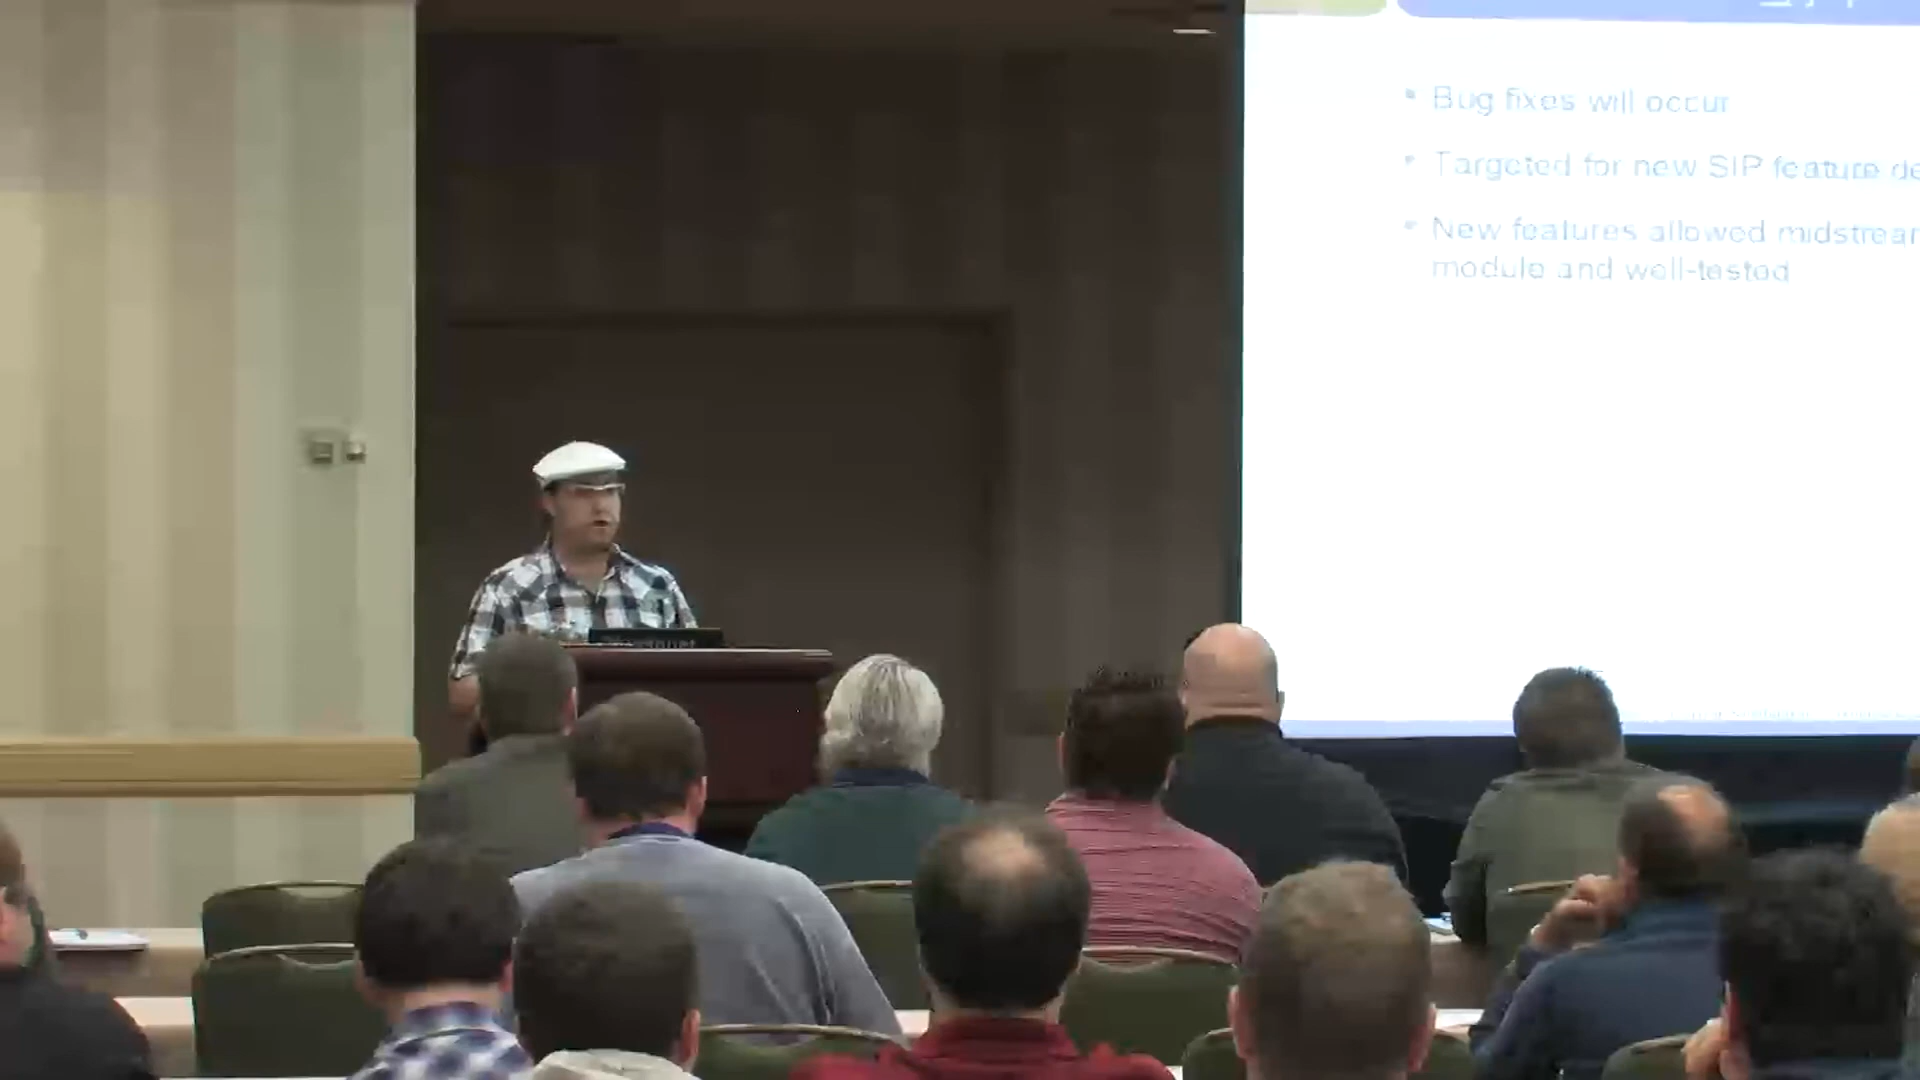 Bug fixes will occur
Targeted for new SIP feature de
New features allowed midstrear
module and well-tested